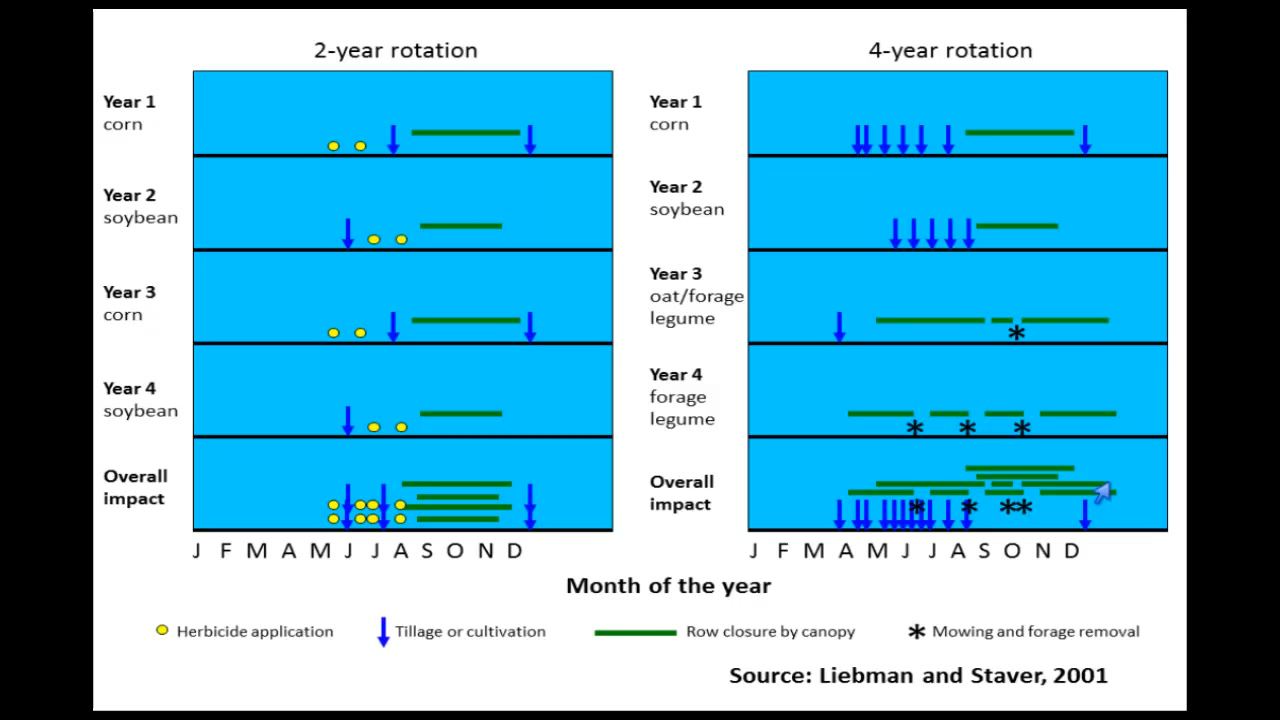 2-year rotation
4-year rotation
Year 1
corn
Year 2
soybean
Year 3
corn
Year 4
soybean
Overall
impact
Year 1
corn
Year 2
soybean
Year 3
oat/forage
legume
Year 4
forage
legume
Overall
impact
J F M A M J J A S O N D
J F M A M J J A S O N D
Month of the year
Herbicide application
Tillage or cultivation
Row closure by canopy
Mowing and forage removal
Source: Liebman and Staver, 2001